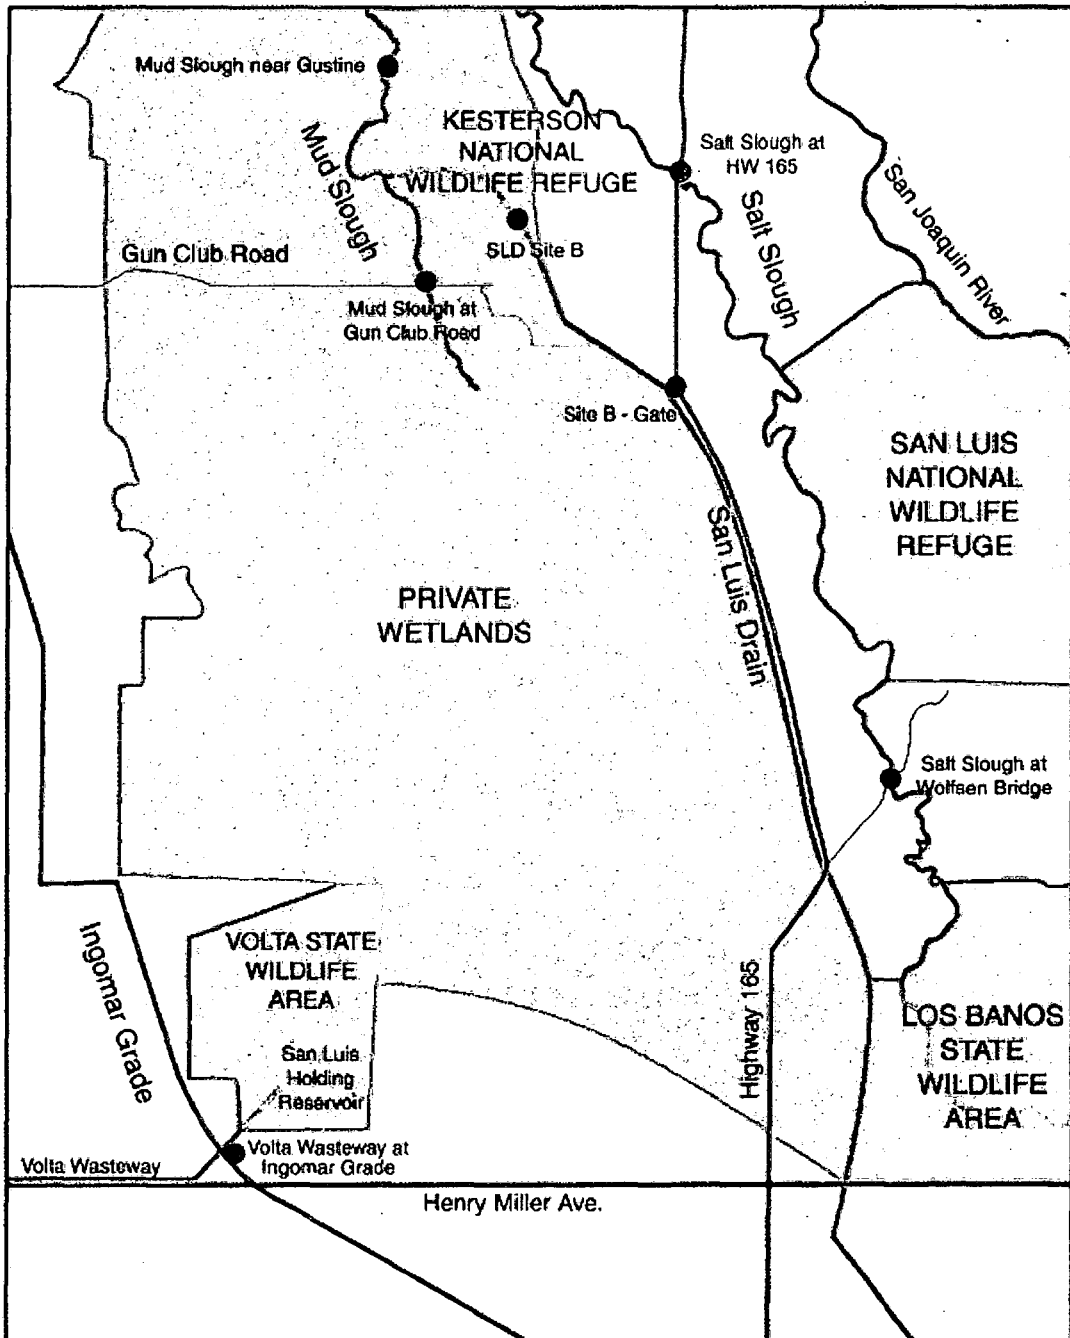 Mud Slough near Gustine
KESTERSON
NATIONAL
WILDLIFE REFUGE
Mud Slough
Salt Slough at
HW 165
Salt Slough
San Joaquin
River
SLD Site B
Gun Club Road
Mud Slough at
Gun Club Road
Site B - Gate
SAN LUIS
NATIONAL
WILDLIFE
REFUGE
San Luis Drain
PRIVATE
WETLANDS
Salt Slough at
Wolfsen Bridge
Ingomar Grade
VOLTA STATE
WILDLIFE
AREA
San Luis
Holding
Reservoir
Highway 165
LOS BANOS
STATE
WILDLIFE
AREA
Volta Wasteway
Volta Wasteway at
Ingomar Grade
Henry Miller Ave.